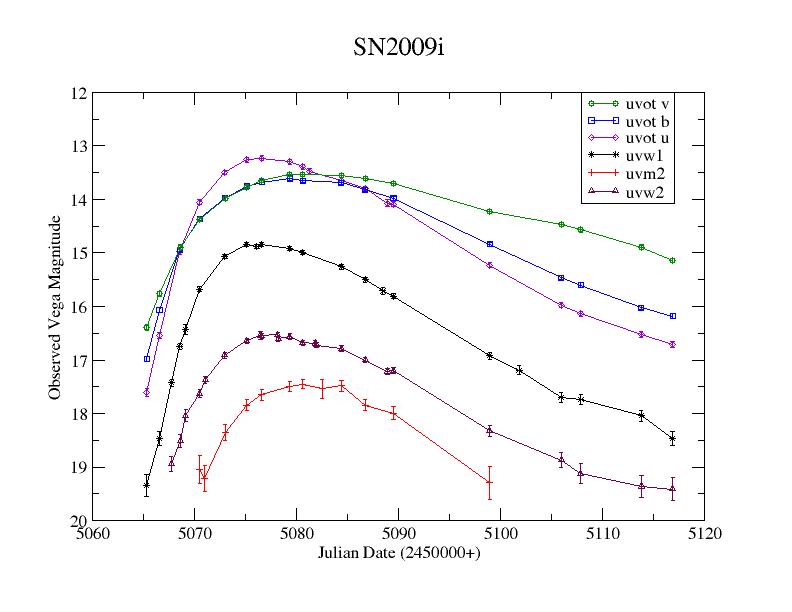 SN2009i
12
13
14
15
16
17
18
19
20
Observed Vega Magnitude
uvot v
uvot b
uvot u
uvw1
uvm2
uvw2
5060 5070 5080 5090 5100 5110 5120
Julian Date (2450000+)